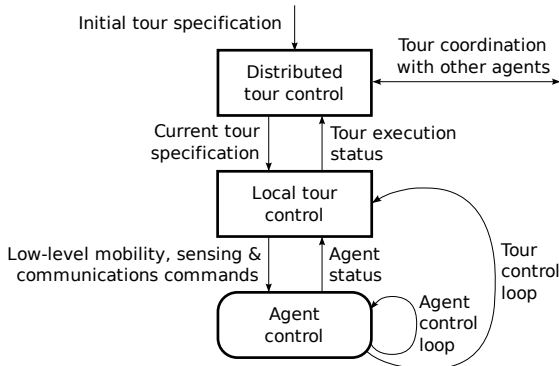 Initial tour specification
Distributed
tour control
Tour coordination
with other agents
Current tour
specification
Tour execution
status
Local tour
control
Low-level mobility, sensing &
communications commands
Agent
status
Tour
control
loop
Agent
control
Agent
control
loop